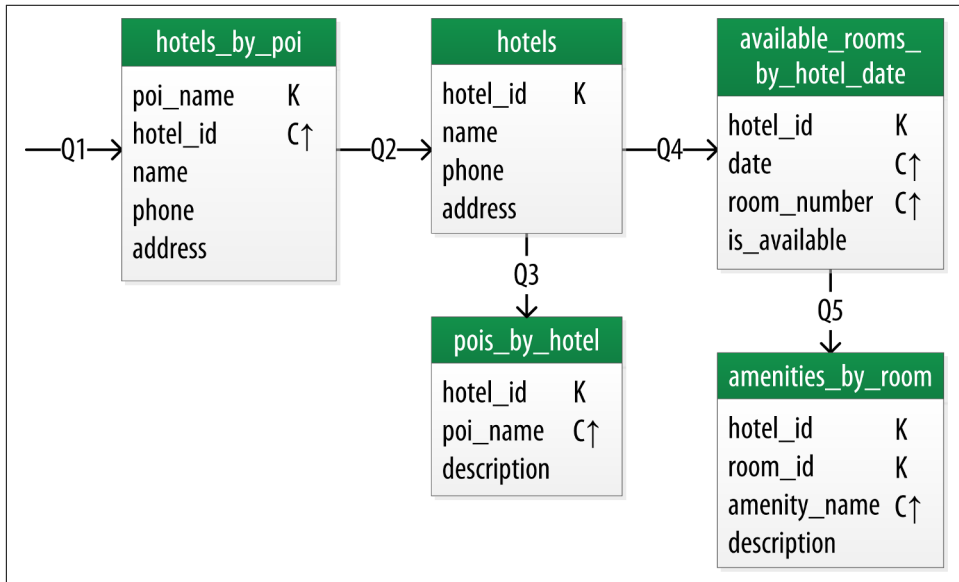 Q1
hotels_by_poi
poi_name K
hotel_id C↑
name
phone
address
Q2
hotels
hotel_id K
name
phone
address
Q3
pois_by_hotel
hotel_id K
poi_name C↑
description
Q4
available_rooms_
by_hotel_date
hotel_id K
date C↑
room_number C↑
is_available
Q5
amenities_by_room
hotel_id K
room_id K
amenity_name C↑
description